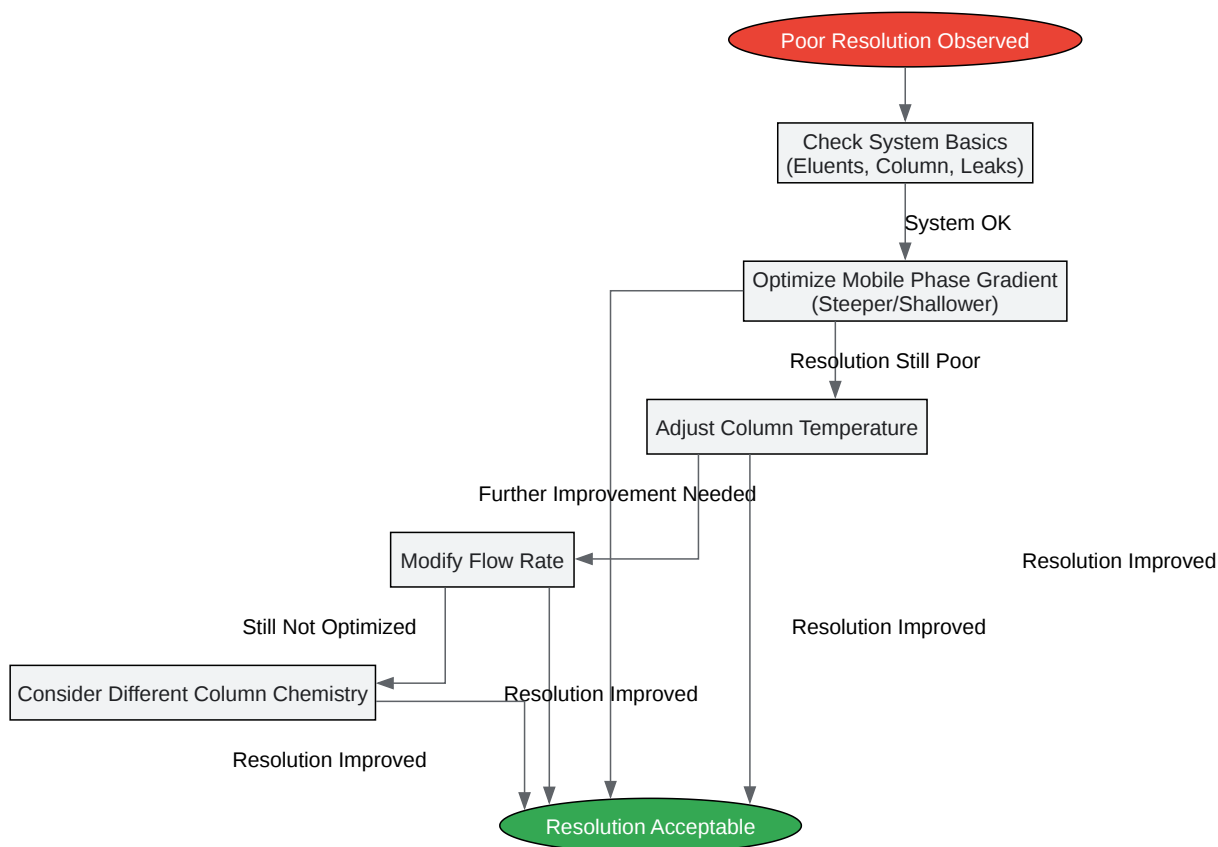 Poor Resolution Observed
Check System Basics
(Eluents, Column, Leaks)
System OK
Optimize Mobile Phase Gradient
(Steeper/Shallower)
Resolution Still Poor
Adjust Column Temperature
Further Improvement Needed
Modify Flow Rate
Resolution Improved
Still Not Optimized
Resolution Improved
Consider Different Column Chemistry
Resolution Improved
Resolution Improved
Resolution Acceptable